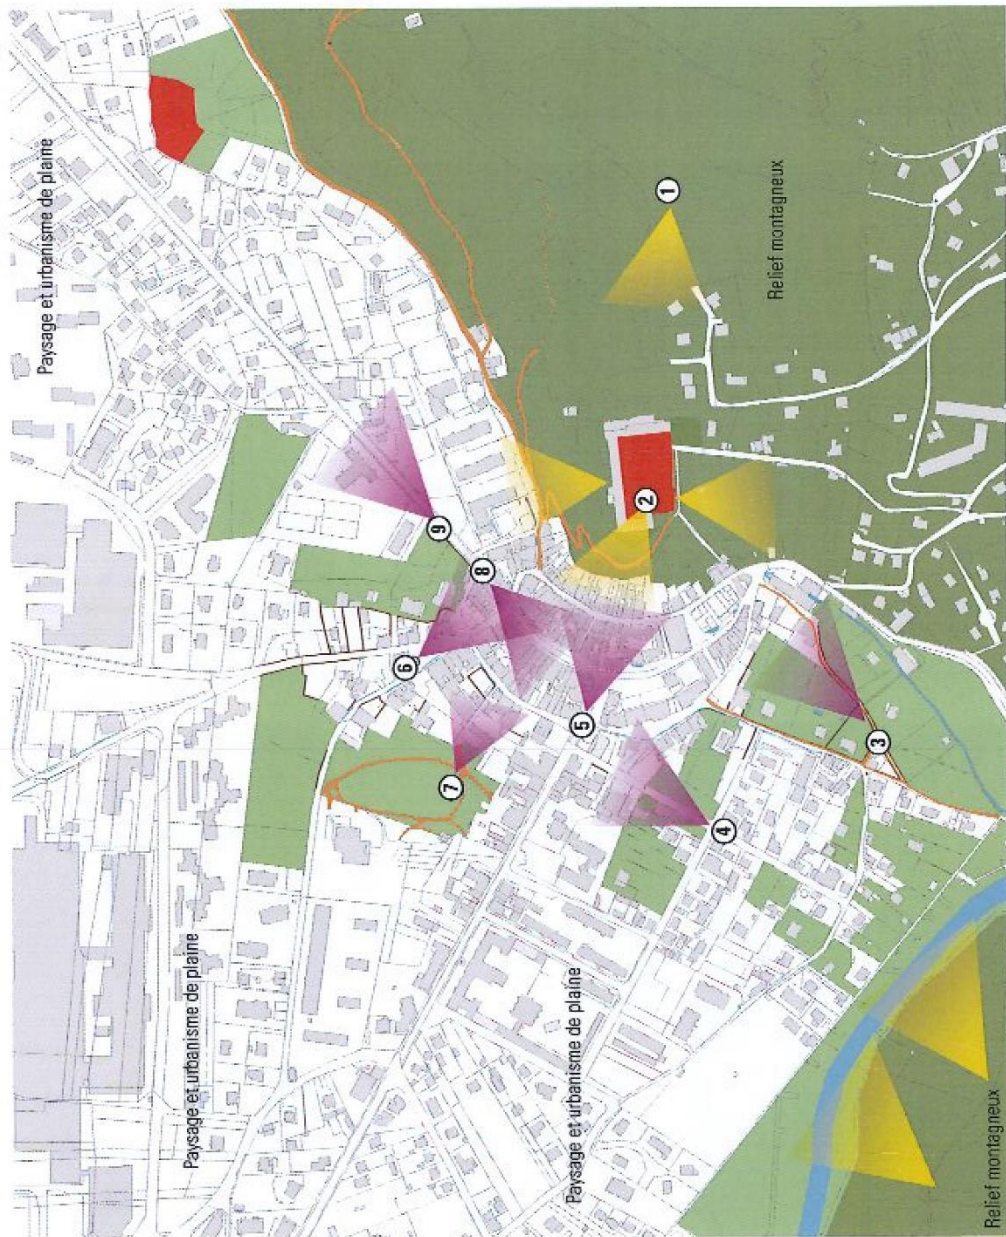 Paysage et urbanisme de plaine
Relief montagneux
1
2
9
8
6
5
7
3
4
Paysage et urbanisme de plaine
Paysage et urbanisme de plaine
Relief montagneux